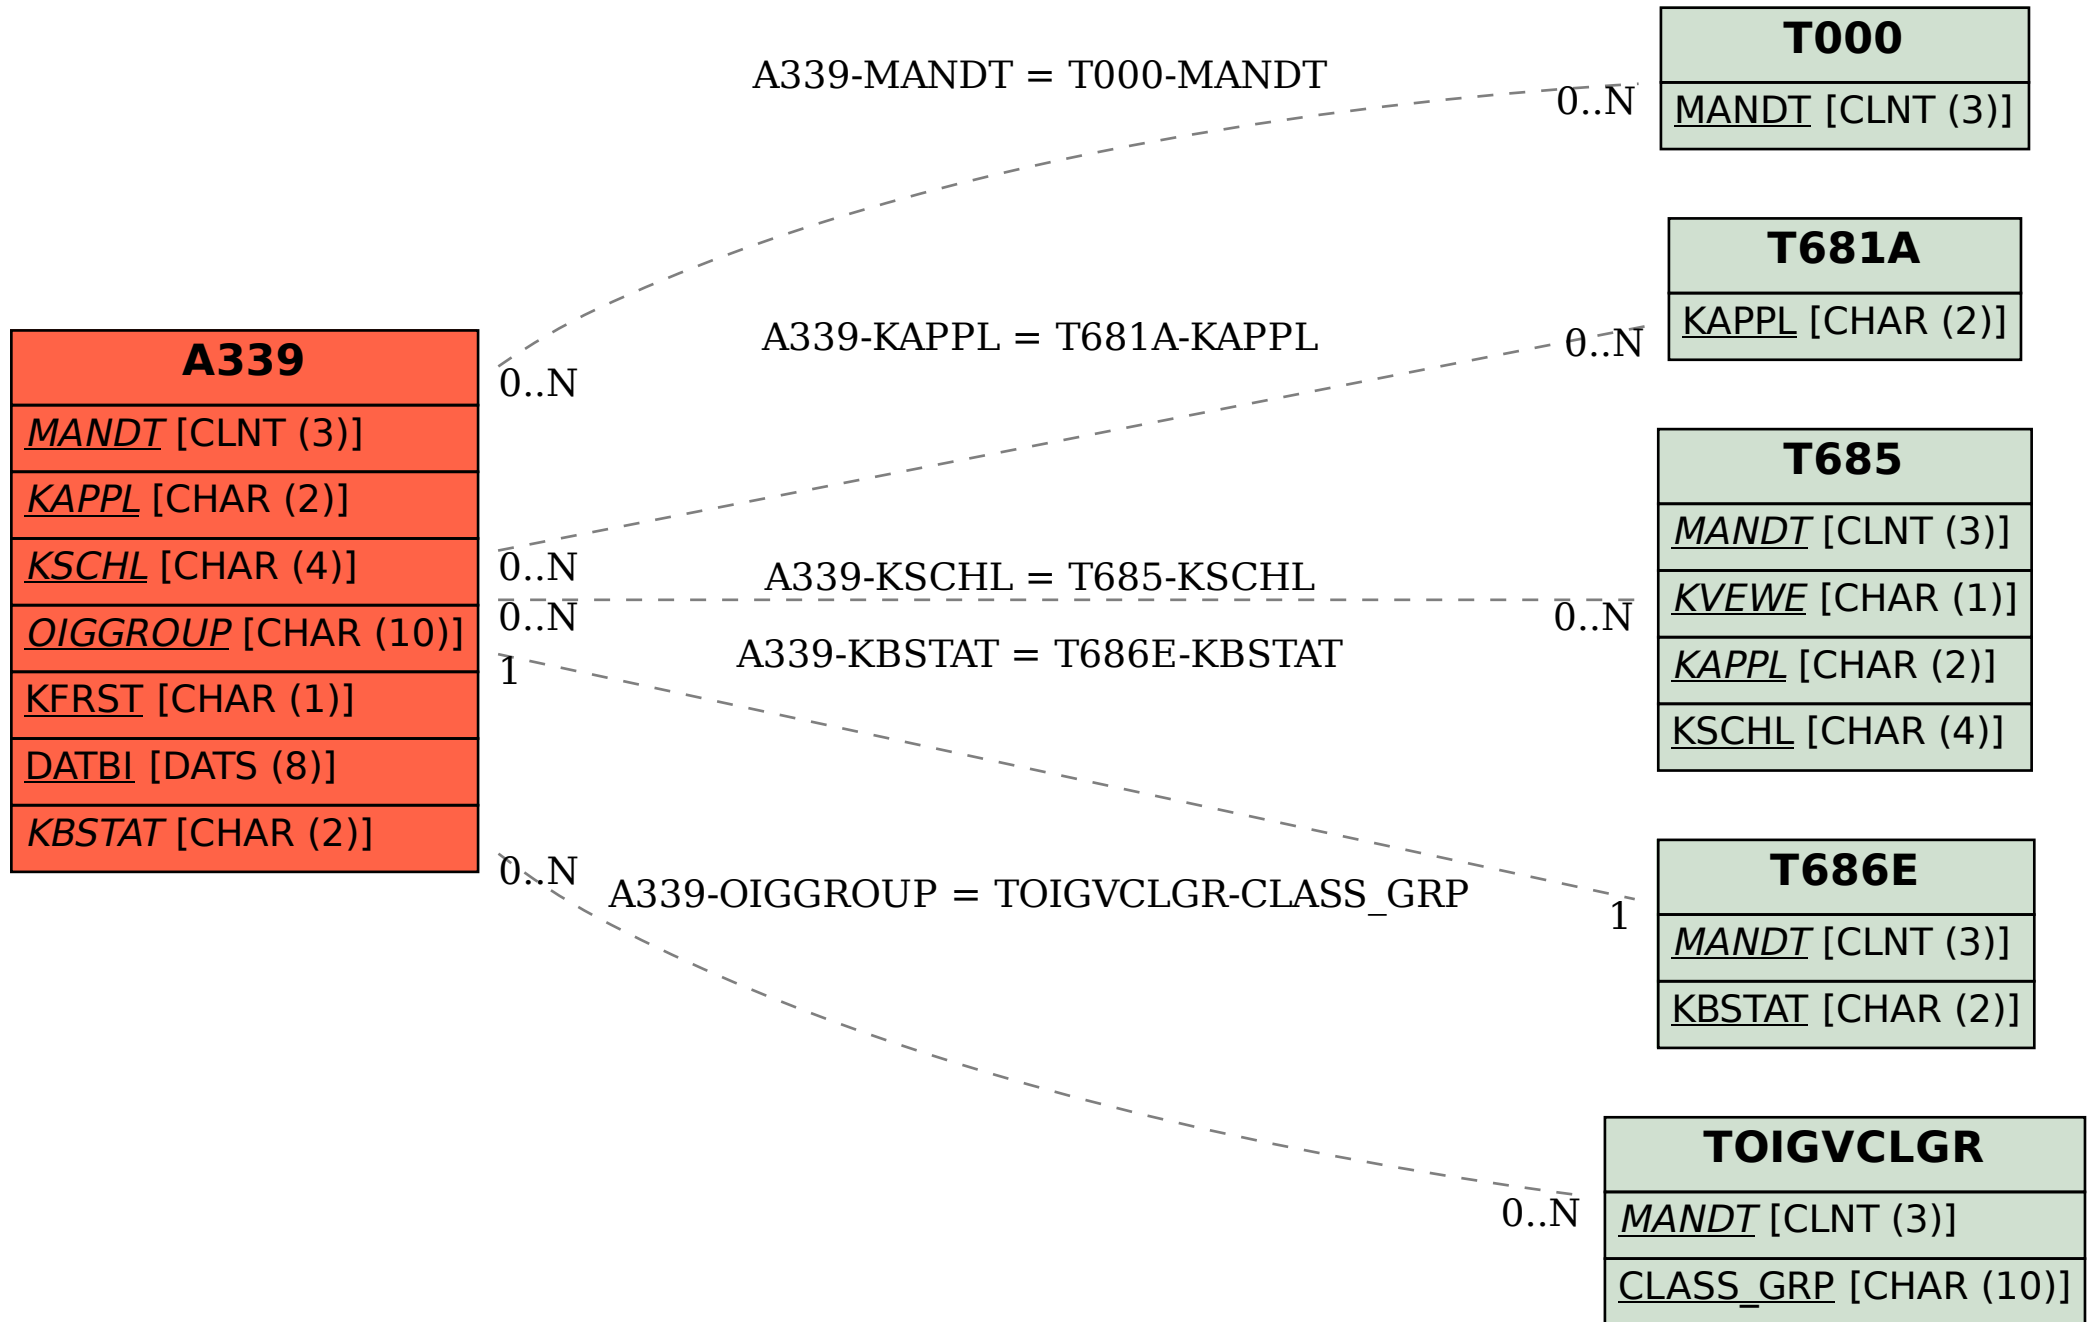 A339
MANDT [CLNT (3)]
KAPPL [CHAR (2)]
KSCHL [CHAR (4)]
OIGGROUP [CHAR (10)]
KFRST [CHAR (1)]
DATBI [DATS (8)]
KBSTAT [CHAR (2)]
A339-MANDT = T000-MANDT
0..N
0..N
A339-KAPPL = T681A-KAPPL
0..N
0..N
A339-KSCHL = T685-KSCHL
0..N
0..N
A339-KBSTAT = T686E-KBSTAT
1
1
A339-OIGGROUP = TOIGVCLGR-CLASS_GRP
0..N
0..N
T000
MANDT [CLNT (3)]
T681A
KAPPL [CHAR (2)]
T685
MANDT [CLNT (3)]
KVEWE [CHAR (1)]
KAPPL [CHAR (2)]
KSCHL [CHAR (4)]
T686E
MANDT [CLNT (3)]
KBSTAT [CHAR (2)]
TOIGVCLGR
MANDT [CLNT (3)]
CLASS_GRP [CHAR (10)]